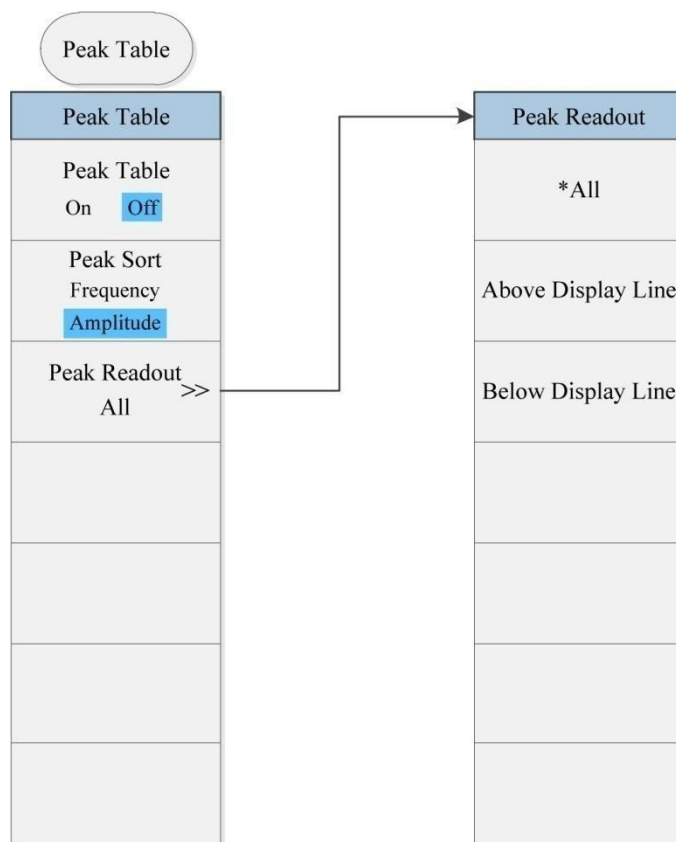 Peak Table
Peak Table
Peak Table
On Off
Peak Sort
Frequency
Amplitude
Peak Readout
>>
All
Peak Readout
*All
Above Display Line
Below Display Line